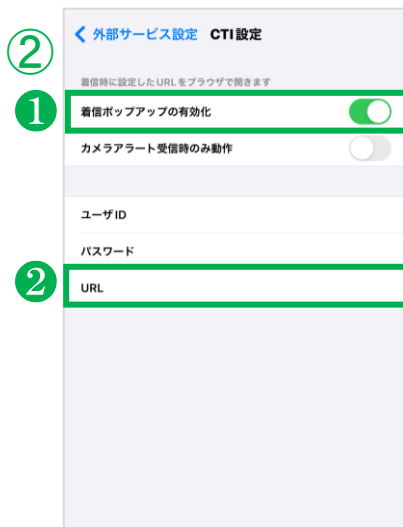 ②
外部サービス設定 CTI設定
着信時に設定したURLをブラウザで開きます
❶
着信ポップアップの有効化
カメラアラート受信時のみ動作
ユーザID
パスワード
❷
URL